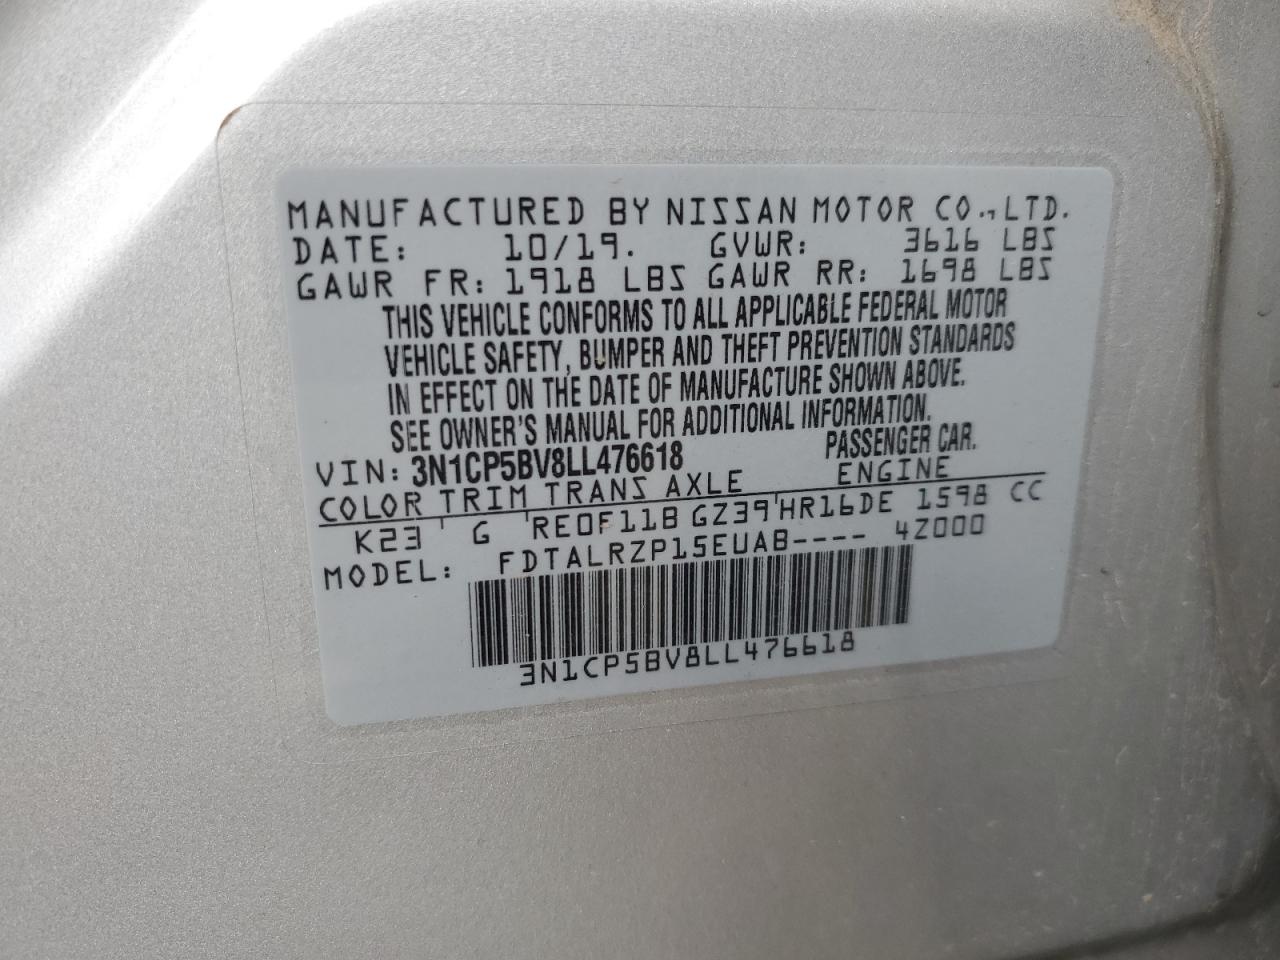 MANUFACTURED BY NISSAN MOTOR CO.,LTD.
DATE: 10/19. GVWR: 3616 LBS
GAWR FR: 1918 LBS GAWR RR: 1698 LBS
THIS VEHICLE CONFORMS TO ALL APPLICABLE FEDERAL MOTOR
VEHICLE SAFETY, BUMPER AND THEFT PREVENTION STANDARDS
IN EFFECT ON THE DATE OF MANUFACTURE SHOWN ABOVE.
SEE OWNER'S MANUAL FOR ADDITIONAL INFORMATION.
VIN: 3N1CP5BV8LL476618 PASSENGER CAR.
COLOR TRIM TRANS AXLE ENGINE
K23 G RE0F11B GZ39 HR16DE 1598 CC
MODEL: FDTALRZP15EUAB---- 4Z000
3N1CP5BV8LL476618